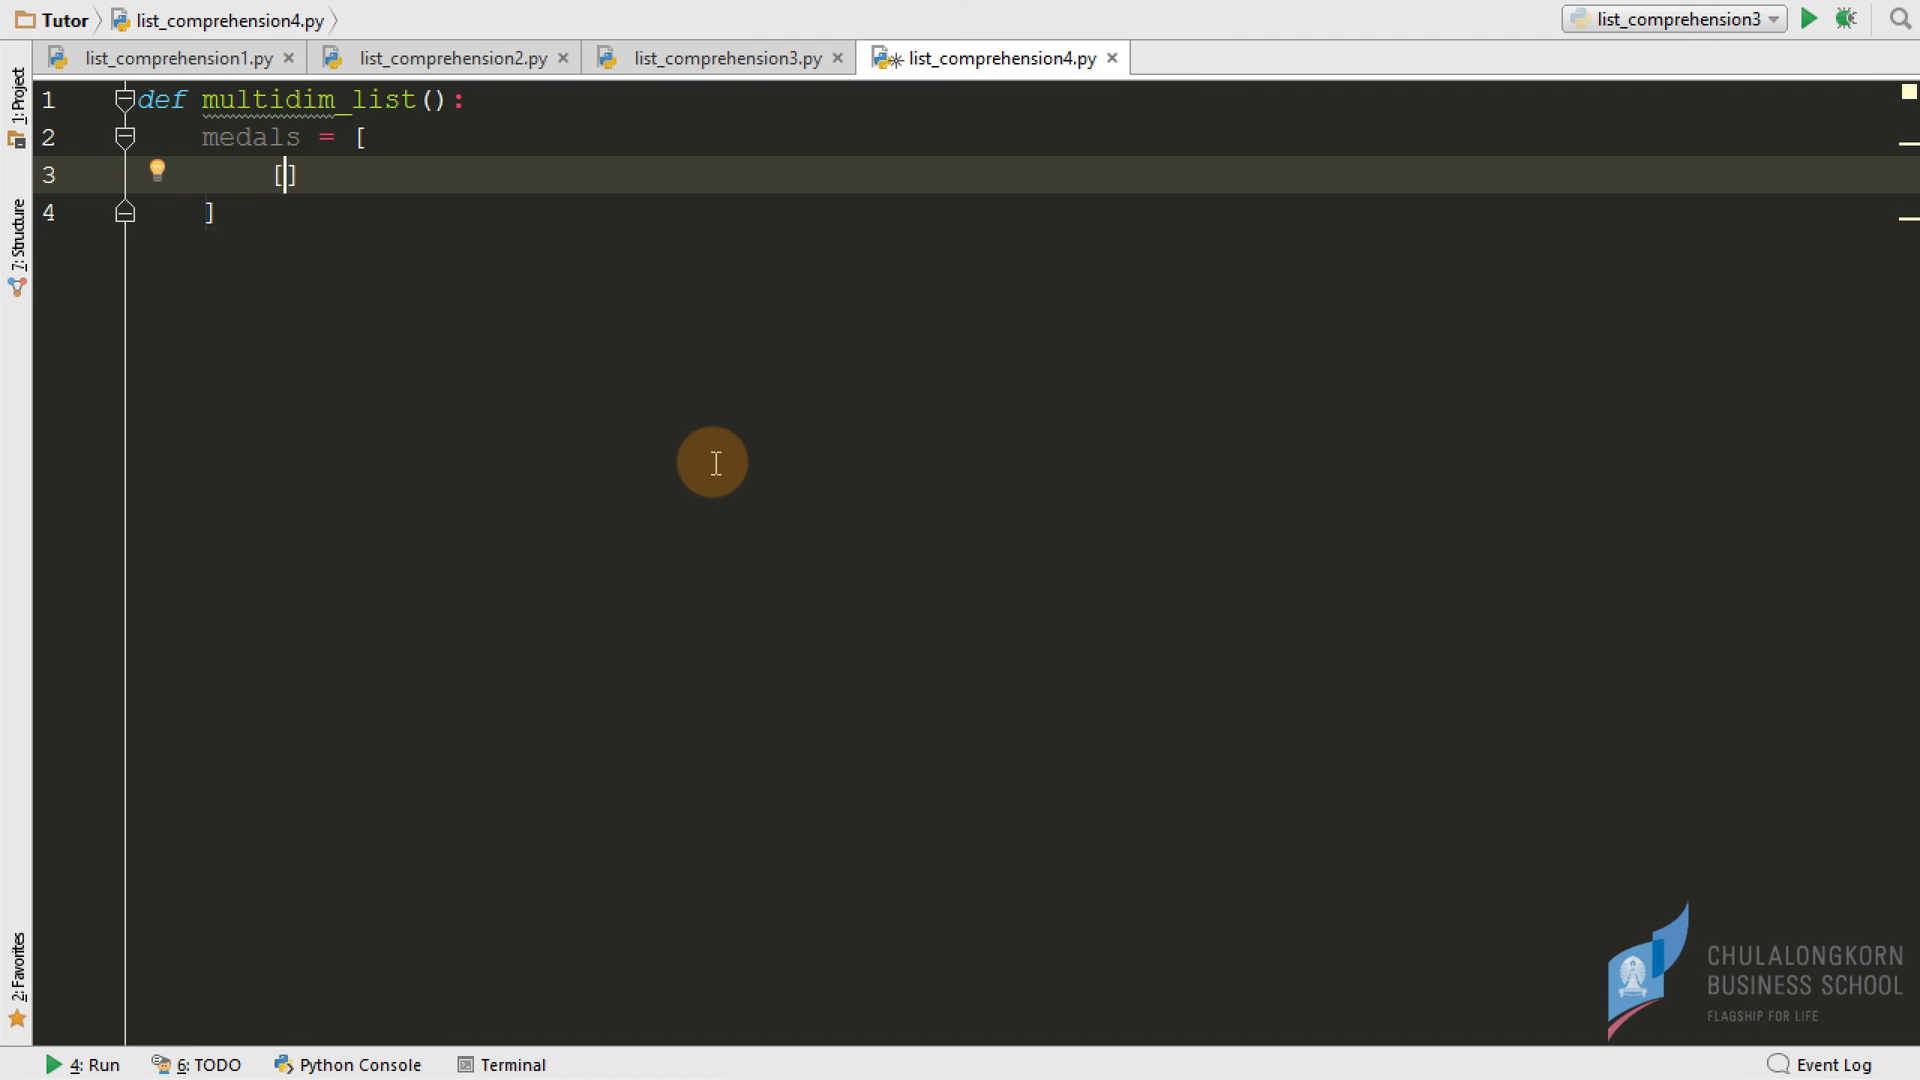 Tutor list_comprehension4.py list_comprehension3
list_comprehension1.py list_comprehension2.py list_comprehension3.py list_comprehension4.py
1: Project
7: Structure
2: Favorites
1 def multidim_list():
2 medals = [
3 []
4 ]
CHULALONGKORN
BUSINESS SCHOOL
FLAGSHIP FOR LIFE
4: Run 6: TODO Python Console Terminal Event Log